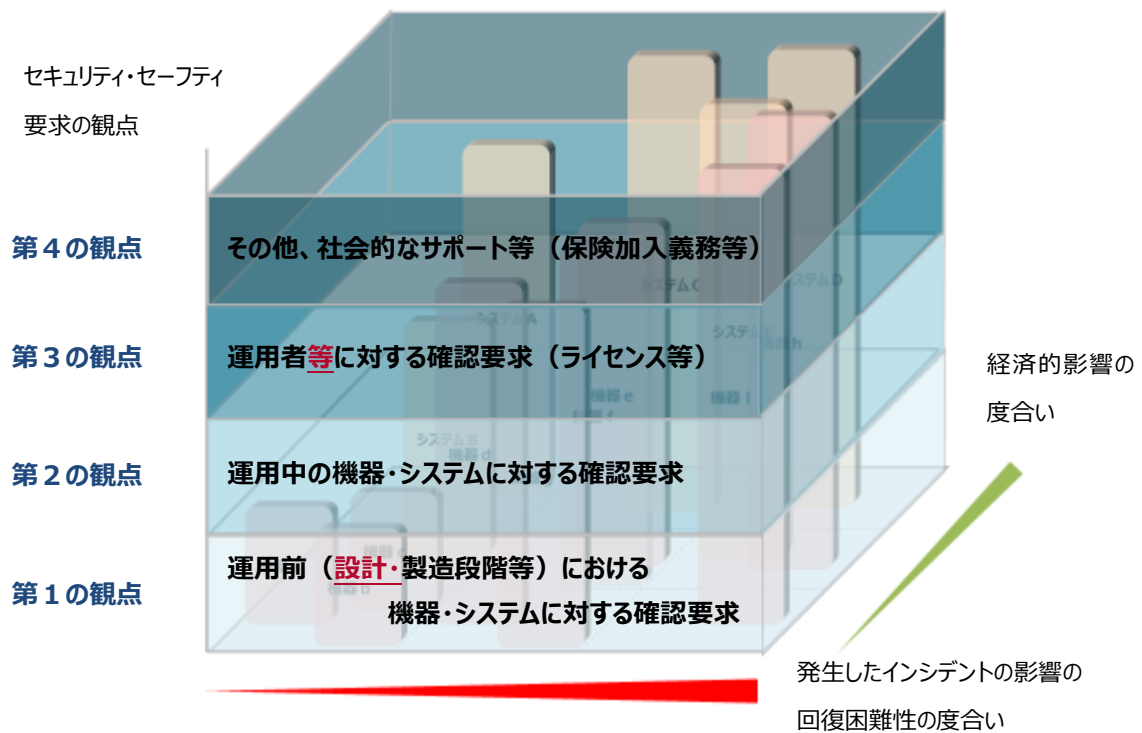 セキュリティ・セーフティ
要求の観点
第４の観点
その他、社会的なサポート等（保険加入義務等）
システムC
システムD
システムA
第３の観点
運用者等に対する確認要求（ライセンス等）
システムE
機器h
経済的影響の
度合い
機器e
機器i
機器f
システムB
機器d
第２の観点
運用中の機器・システムに対する確認要求
第１の観点
運用前（設計・製造段階等）における
機器・システムに対する確認要求
機器c
機器b
発生したインシデントの影響の
回復困難性の度合い